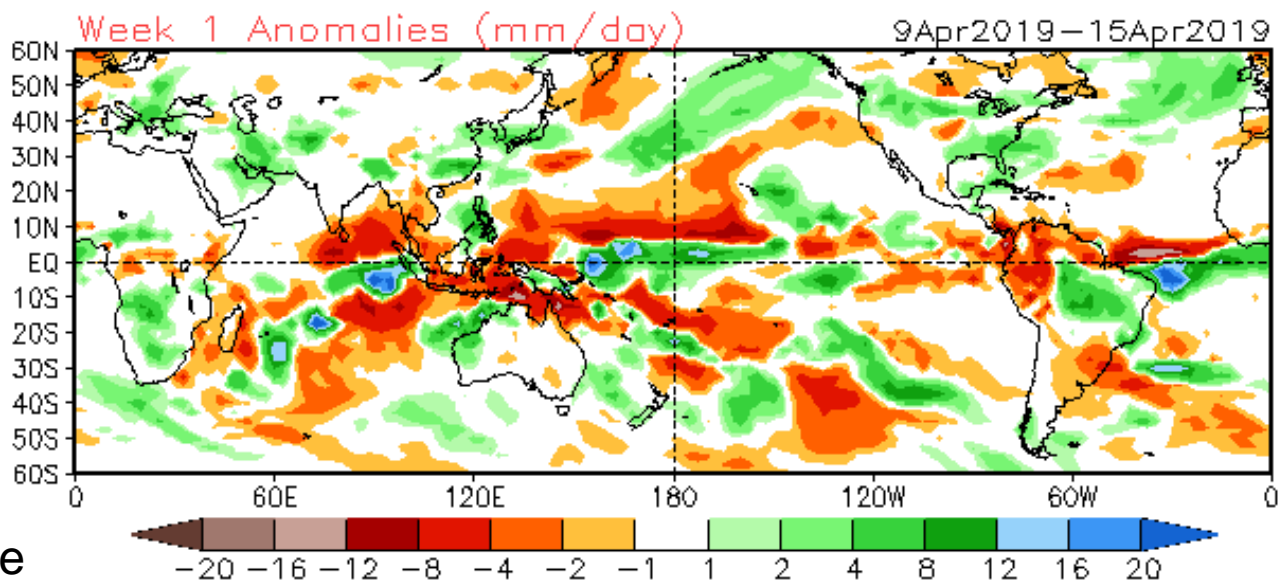 Week 1 Anomalies (mm/day) 9Apr2019−15Apr2019
60N
50N
40N
30N
20N
10N
EQ
10S
20S
30S
40S
50S
60S
0 60E 120E 180 120W 60W 0
e −20 −16 −12 −8 −4 −2 −1 1 2 4 8 12 16 20